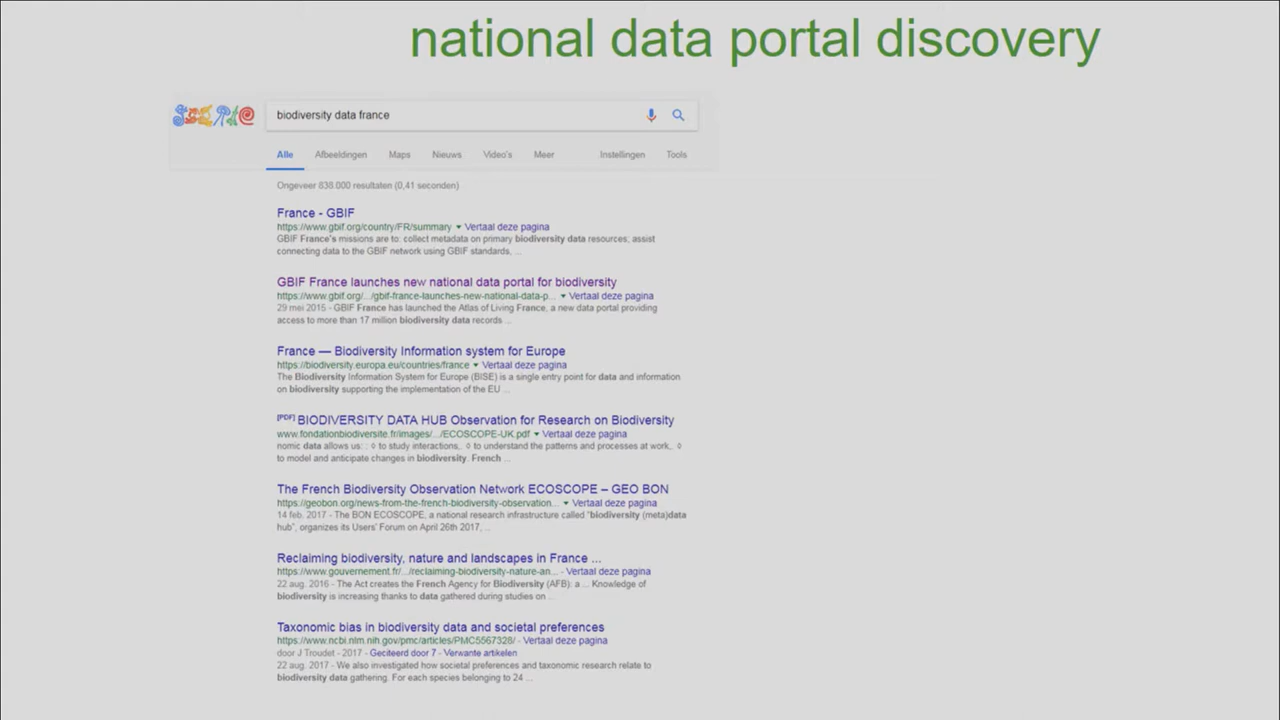 national data portal discovery
biodiversity data france
Alle Afbeeldingen Maps Nieuws Video's Meer Instellingen Tools
Ongeveer 838.000 resultaten (0,41 seconden)
France - GBIF
https://www.gbif.org/country/FR/summary ▾ Vertaal deze pagina
GBIF France's missions are to: collect metadata on primary biodiversity data resources; assist
connecting data to the GBIF network using GBIF standards, ...
GBIF France launches new national data portal for biodiversity
https://www.gbif.org/.../gbif-france-launches-new-national-data-p... ▾ Vertaal deze pagina
29 mei 2015 - GBIF France has launched the Atlas of Living France, a new data portal providing
access to more than 17 million biodiversity data records ...
France — Biodiversity Information system for Europe
https://biodiversity.europa.eu/countries/france ▾ Vertaal deze pagina
The Biodiversity Information System for Europe (BISE) is a single entry point for data and information
on biodiversity supporting the implementation of the EU ...
[PDF] BIODIVERSITY DATA HUB Observation for Research on Biodiversity
www.fondationbiodiversite.fr/images/.../ECOSCOPE-UK.pdf ▾ Vertaal deze pagina
nomic data allows us: : ◊ to study interactions,. ◊ to understand the patterns and processes at work,. ◊
to model and anticipate changes in biodiversity. French ...
The French Biodiversity Observation Network ECOSCOPE – GEO BON
https://geobon.org/news-from-the-french-biodiversity-observation... ▾ Vertaal deze pagina
14 feb. 2017 - The BON ECOSCOPE, a national research infrastructure called "biodiversity (meta)data
hub", organizes its Users' Forum on April 26th 2017, ...
Reclaiming biodiversity, nature and landscapes in France ...
https://www.gouvernement.fr/.../reclaiming-biodiversity-nature-an... - Vertaal deze pagina
22 aug. 2016 - The Act creates the French Agency for Biodiversity (AFB): a ... Knowledge of
biodiversity is increasing thanks to data gathered during studies on ...
Taxonomic bias in biodiversity data and societal preferences
https://www.ncbi.nlm.nih.gov/pmc/articles/PMC5567328/ - Vertaal deze pagina
door J Troudet - 2017 - Geciteerd door 7 - Verwante artikelen
22 aug. 2017 - We also investigated how societal preferences and taxonomic research relate to
biodiversity data gathering. For each species belonging to 24 ...